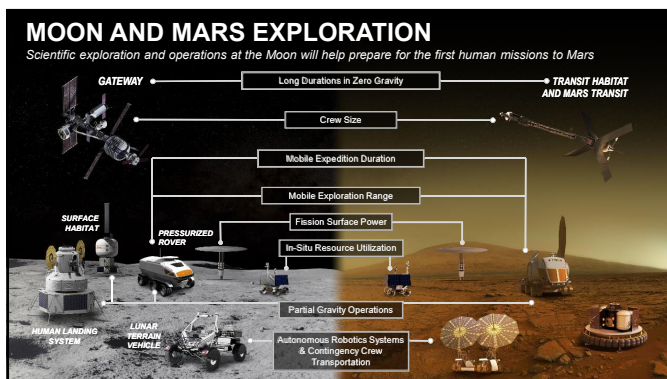 MOON AND MARS EXPLORATION
Scientific exploration and operations at the Moon will help prepare for the first human missions to Mars
GATEWAY
Long Durations in Zero Gravity
TRANSIT HABITAT
AND MARS TRANSIT
Crew Size
Mobile Expedition Duration
Mobile Exploration Range
SURFACE
HABITAT
Fission Surface Power
PRESSURIZED
ROVER
In-Situ Resource Utilization
Partial Gravity Operations
HUMAN LANDING
SYSTEM
LUNAR
TERRAIN
VEHICLE
Autonomous Robotics Systems
& Contingency Crew
Transportation